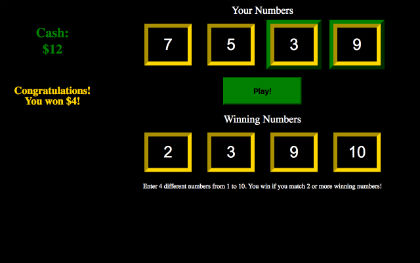 Your Numbers
Cash:
$12
7 5 3 9
Congratulations!
You won $4!
Play!
Winning Numbers
2 3 9 10
Enter 4 different numbers from 1 to 10. You win if you match 2 or more winning numbers!